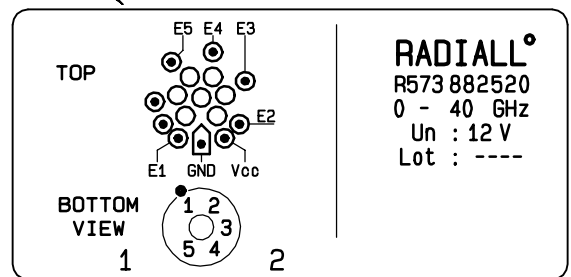 E5 E4 E3
TOP
E2
E1 GND Vcc
BOTTOM
VIEW
1 2
3
5 4
1 2
RADIALL°
R573 882520
0 - 40 GHz
Un : 12 V
Lot : ----